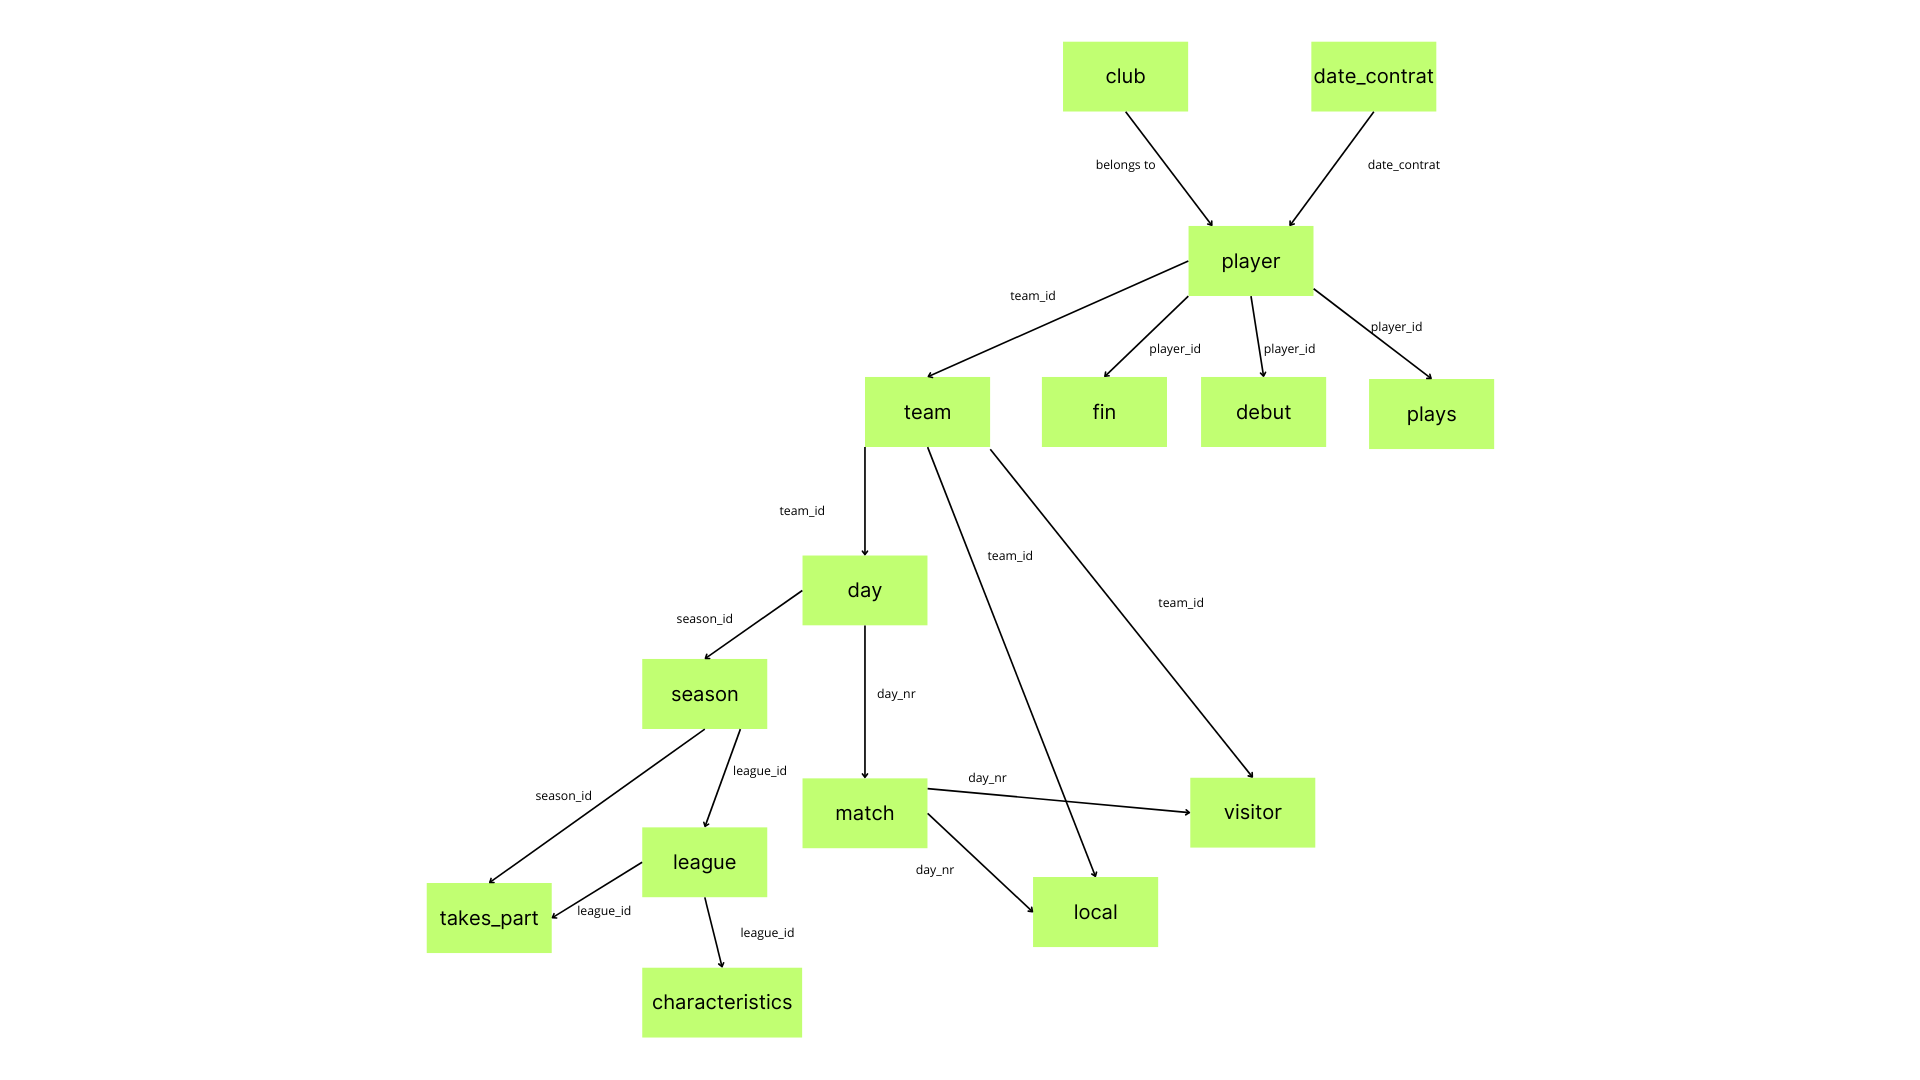 club
date_contrat
belongs to
date_contrat
player
team_id
player_id
player_id
player_id
team
fin
debut
plays
team_id
team_id
day
team_id
season_id
season
day_nr
league_id
day_nr
season_id
match
visitor
league
day_nr
takes_part
league_id
local
league_id
characteristics